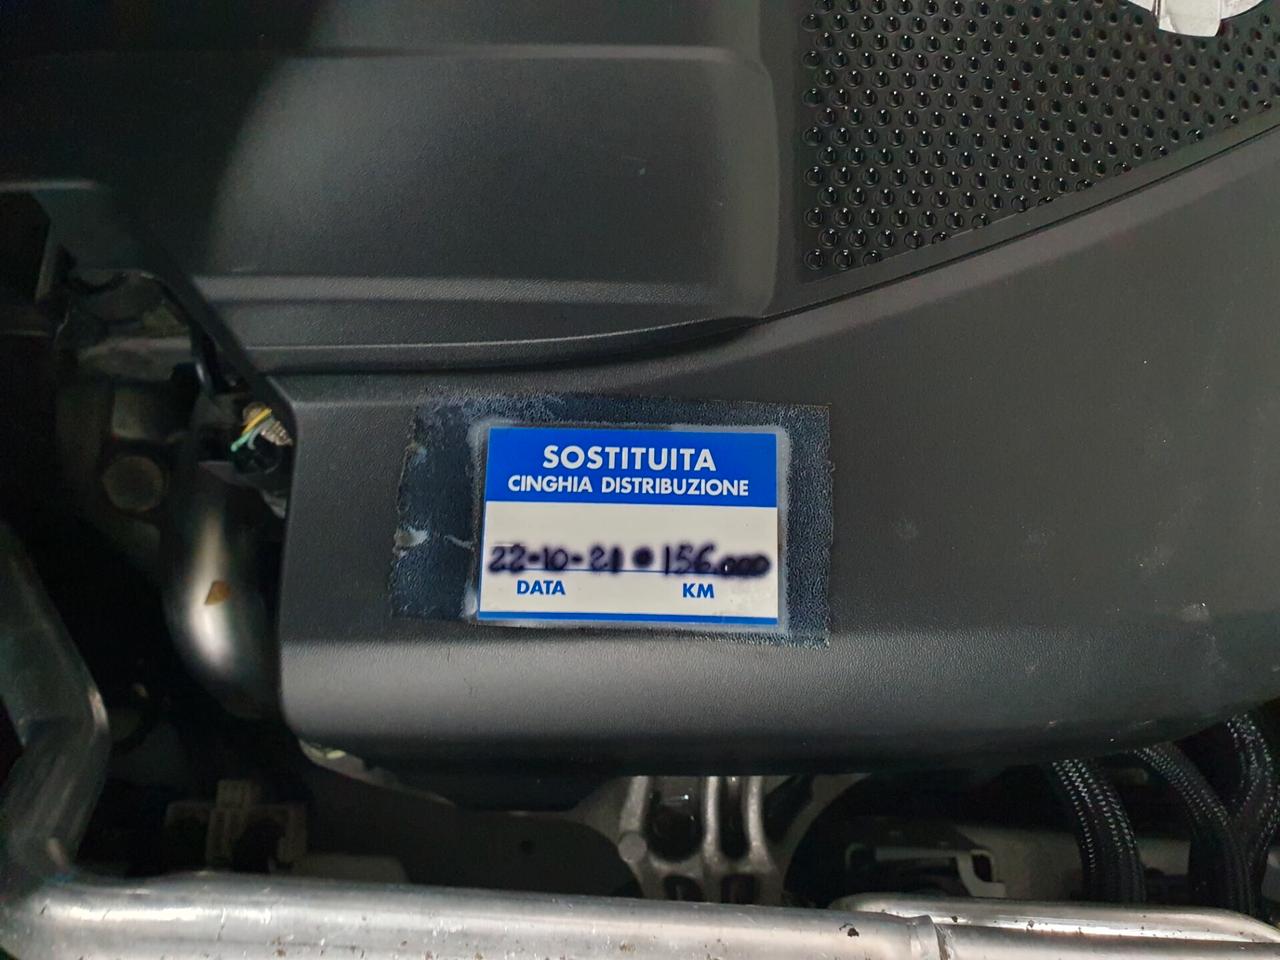 SOSTITUITA
CINGHIA DISTRIBUZIONE
22-10-21 • 156.000
DATA KM